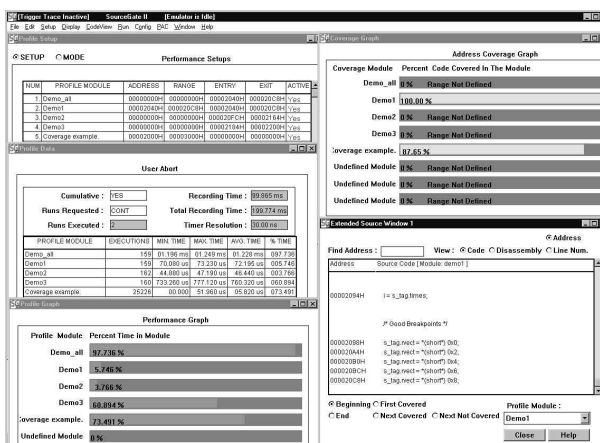 [Trigger Trace Inactive] SourceGate II [Emulator is Idle]
File Edit Setup Display CodeView Run Config PAC Window Help
Profile Setup
SETUP MODE Performance Setups
NUM PROFILE MODULE ADDRESS RANGE ENTRY EXIT ACTIVE
1. Demo_all 00000000H 00000000H 00002040H 000020C8H Yes
2. Demo1 00002040H 000020C8H 00002040H 000020C8H Yes
3. Demo2 00000000H 00000000H 000020FCH 00002164H Yes
4. Demo3 00000000H 00000000H 00002184H 00002200H Yes
5. Coverage example. 00002000H 00003000H 00000000H 00000000H Yes
Profile Data
User Abort
Cumulative : YES Recording Time : 99.865 ms
Runs Requested : CONT Total Recording Time : 199.774 ms
Runs Executed : 2 Timer Resolution : 30.00 ns
PROFILE MODULE EXECUTIONS MIN. TIME MAX. TIME AVG. TIME % TIME
Demo_all 159 01.196 ms 01.249 ms 01.228 ms 097.736
Demo1 159 70.080 us 73.230 us 72.195 us 005.746
Demo2 162 44.880 us 47.190 us 46.440 us 003.766
Demo3 160 733.260 us 777.120 us 760.320 us 060.894
Coverage example. 25226 00.000 51.960 us 05.820 us 073.491
Profile Graph
Performance Graph
Profile Module Percent Time in Module
Demo_all 97.736 %
Demo1 5.746 %
Demo2 3.766 %
Demo3 60.894 %
:overage example. 73.491 %
Undefined Module 0 %
Coverage Graph
Address Coverage Graph
Coverage Module Percent Code Covered In The Module
Demo_all 0 % Range Not Defined
Demo1 100.00 %
Demo2 0 % Range Not Defined
Demo3 0 % Range Not Defined
:overage example. 87.65 %
Undefined Module 0 % Range Not Defined
Undefined Module 0 % Range Not Defined
Undefined Module 0 % Range Not Defined
Extended Source Window 1
Address
Find Address : View : Code Disassembly Line Num.
Address Source Code [ Module: demo1 ]
00002094H i = s_tag.times;
/* Good Breakpoints */
00002098H s_tag.rvect = *(short*) 0x0;
000020A4H s_tag.rvect = *(short*) 0x2;
000020B0H s_tag.rvect = *(short*) 0x4;
000020BCH s_tag.rvect = *(short*) 0x6;
000020C8H s_tag.rvect = *(short*) 0x8;
Beginning First Covered Profile Module :
End Next Covered Next Not Covered Demo1
Close Help